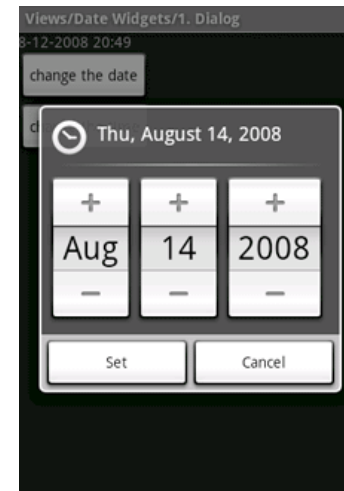 Views/Date Widgets/1. Dialog
8-12-2008 20:49
change the date
Thu, August 14, 2008
+ + +
Aug 14 2008
− − −
Set Cancel